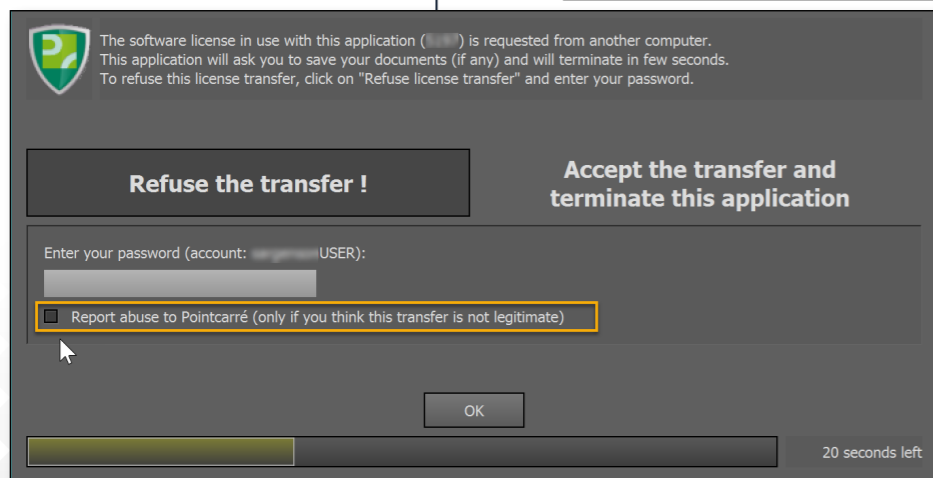 The software license in use with this application ( ) is requested from another computer.
This application will ask you to save your documents (if any) and will terminate in few seconds.
To refuse this license transfer, click on "Refuse license transfer" and enter your password.
Refuse the transfer !
Accept the transfer and
terminate this application
Enter your password (account: USER):
Report abuse to Pointcarré (only if you think this transfer is not legitimate)
OK
20 seconds left